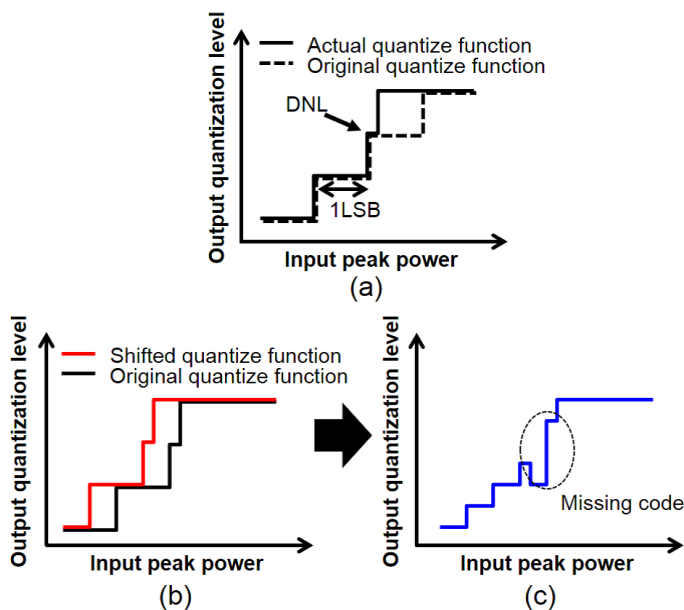 Output quantization level
Actual quantize function
Original quantize function
DNL
1LSB
Input peak power
(a)
Output quantization level
Shifted quantize function
Original quantize function
Input peak power
(b)
Output quantization level
Missing code
Input peak power
(c)